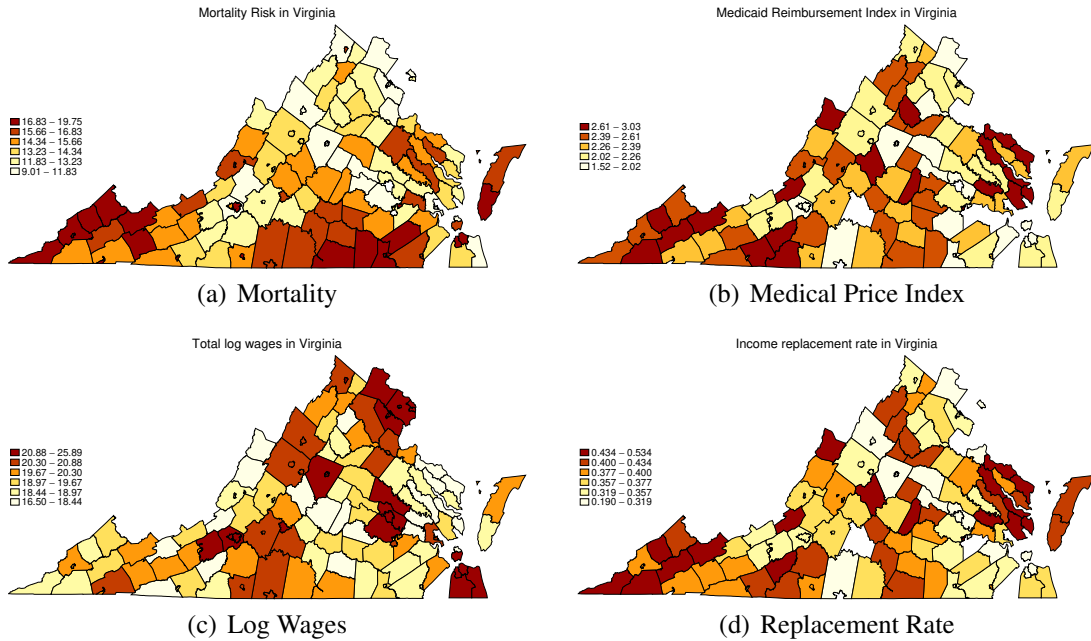 Mortality Risk in Virginia
16.83 – 19.75
15.66 – 16.83
14.34 – 15.66
13.23 – 14.34
11.83 – 13.23
9.01 – 11.83
(a) Mortality
Medicaid Reimbursement Index in Virginia
2.61 – 3.03
2.39 – 2.61
2.26 – 2.39
2.02 – 2.26
1.52 – 2.02
(b) Medical Price Index
Total log wages in Virginia
20.88 – 25.89
20.30 – 20.88
19.67 – 20.30
18.97 – 19.67
18.44 – 18.97
16.50 – 18.44
(c) Log Wages
Income replacement rate in Virginia
0.434 – 0.534
0.400 – 0.434
0.377 – 0.400
0.357 – 0.377
0.319 – 0.357
0.190 – 0.319
(d) Replacement Rate